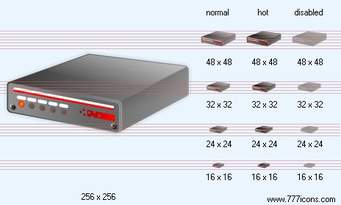 normal hot disabled
48 x 48 48 x 48 48 x 48
32 x 32 32 x 32 32 x 32
24 x 24 24 x 24 24 x 24
16 x 16 16 x 16 16 x 16
256 x 256
www.777icons.com